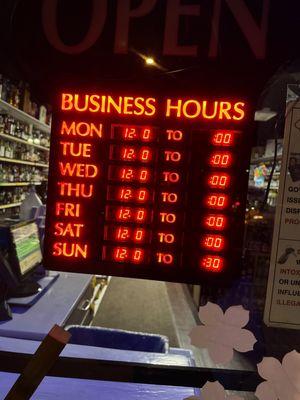 OPEN
BUSINESS HOURS
MON 12:0 TO :00
TUE 12:0 TO :00
WED 12:0 TO :00
THU 12:0 TO :00
FRI 12:0 TO :00
SAT 12:0 TO :00
SUN 12:0 TO :30